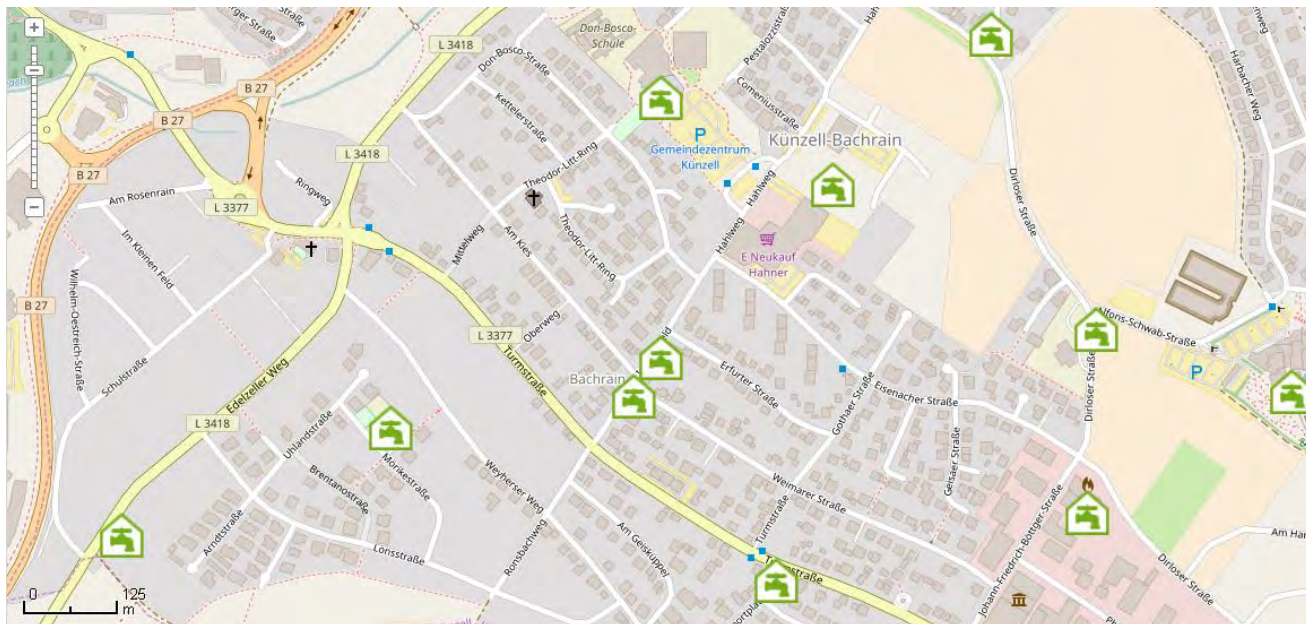 Don-Bosco-
Schule
L 3418
Don-Bosco-Straße
Pestalozzistraße
Harbacher Weg
B 27
Kettelerstraße
Comeniusstraße
B 27
P
Künzell-Bachrain
Gemeindezentrum
Künzell
L 3418
B 27
Theodor-Litt-Ring
Ringweg
Am Rosenrain
Hahlweg
Dirloser Straße
L 3377
Mittelweg
Am Kies
Theodor-Litt-Ring
Hahlweg
Im Kleinen Feld
E Neukauf
Hahner
Wilhelm-Oestreich-Straße
B 27
Oberweg
L 3377
Alfons-Schwab-Straße
Turmstraße
P
Schulstraße
Edelzeller Weg
Bachrain
Erfurter Straße
Gothaer Straße
Eisenacher Straße
Dirloser Straße
L 3418
Uhlandstraße
Geisaer Straße
Mörikestraße
Brentanostraße
Weyherser Weg
Weimarer Straße
Arndtstraße
Turmstraße
Johann-Friedrich-Böttger-Straße
Lönsstraße
Ronsbachweg
Am Geisküppel
Am Har
Dirloser Straße
0 125
m